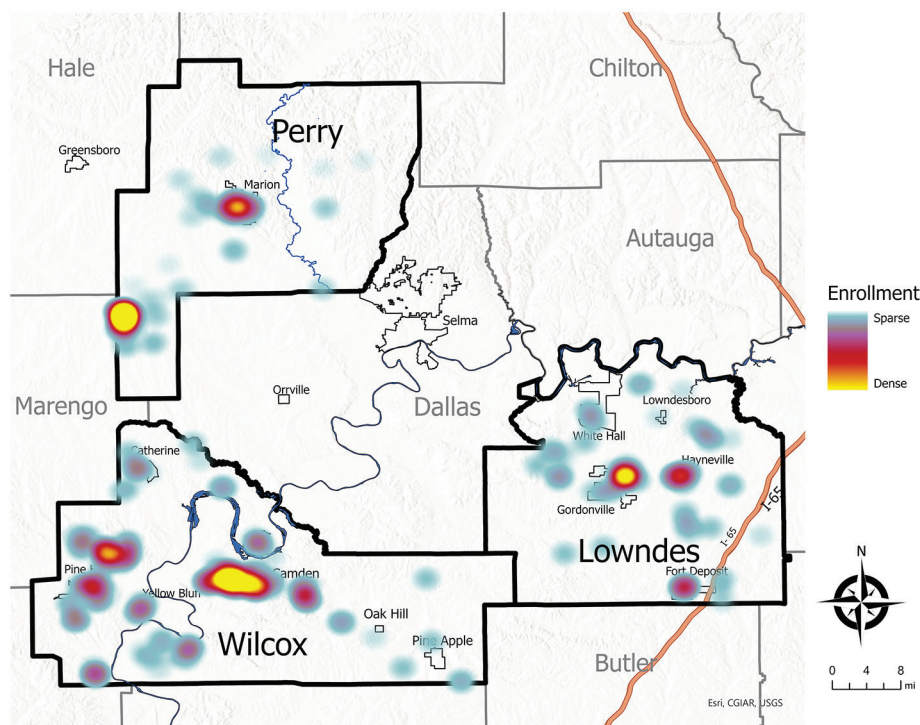 Hale
Chilton
Perry
Greensboro
Marion
Autauga
Enrollment
Sparse
Selma
Dense
Orrville
Lowndesboro
Marengo
Dallas
White Hall
Catherine
Hayneville
Gordonville
I-65
I-65
Lowndes
N
Pine H
Camden
Fort Deposit
Yellow Bluff
Oak Hill
Wilcox
Pine Apple
Butler
0 4 8
mi
Esri, CGIAR, USGS